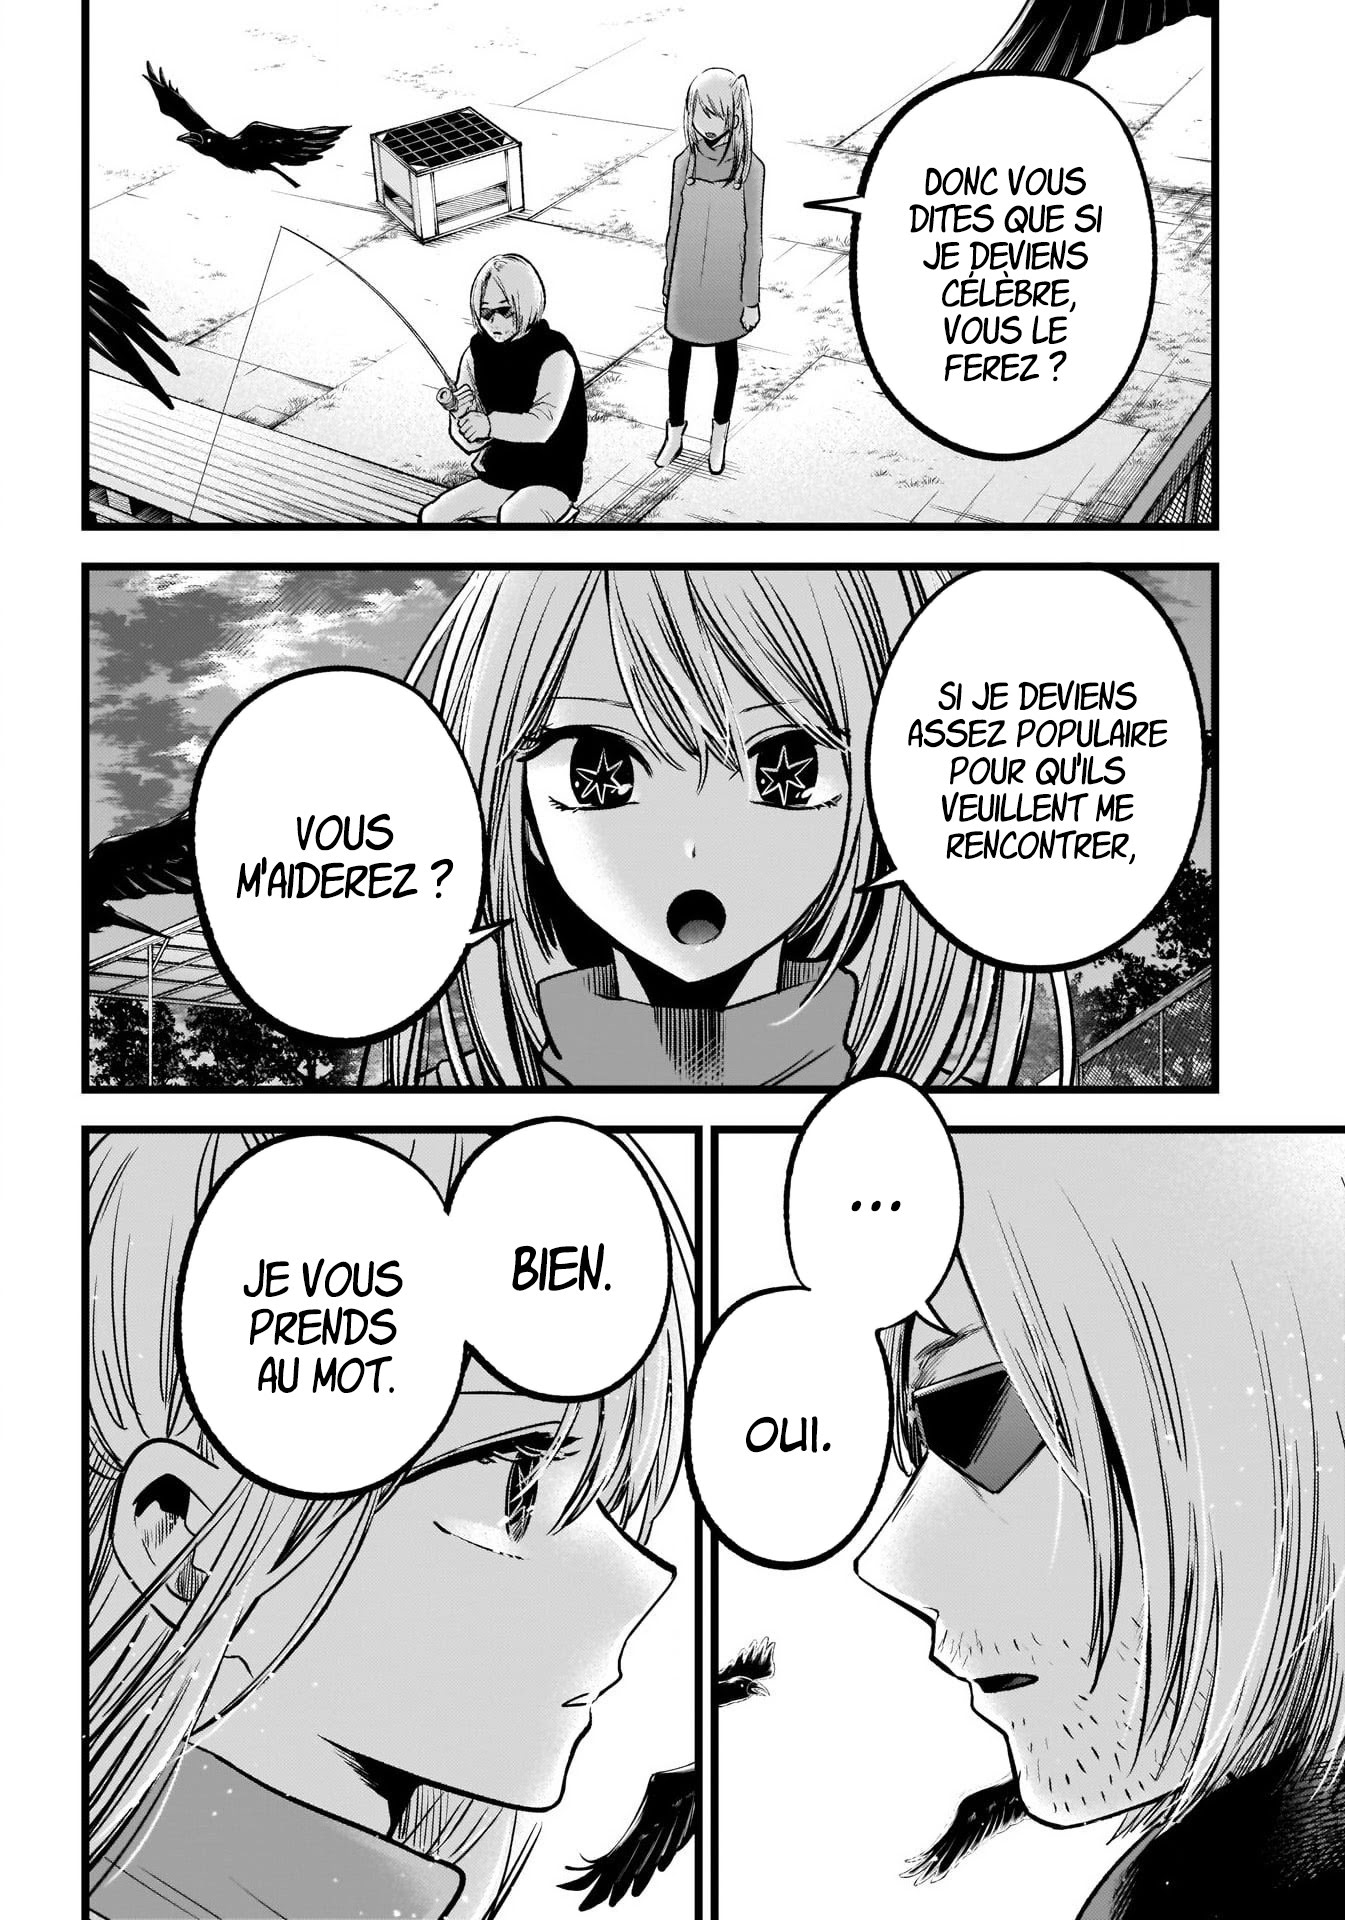 DONC VOUS
DITES QUE SI
JE DEVIENS
CÉLÈBRE,
VOUS LE
FEREZ ?
SI JE DEVIENS
ASSEZ POPULAIRE
POUR QU'ILS
VEUILLENT ME
RENCONTRER,
VOUS
M'AIDEREZ ?
...
OUI.
BIEN.
JE VOUS
PRENDS
AU MOT.